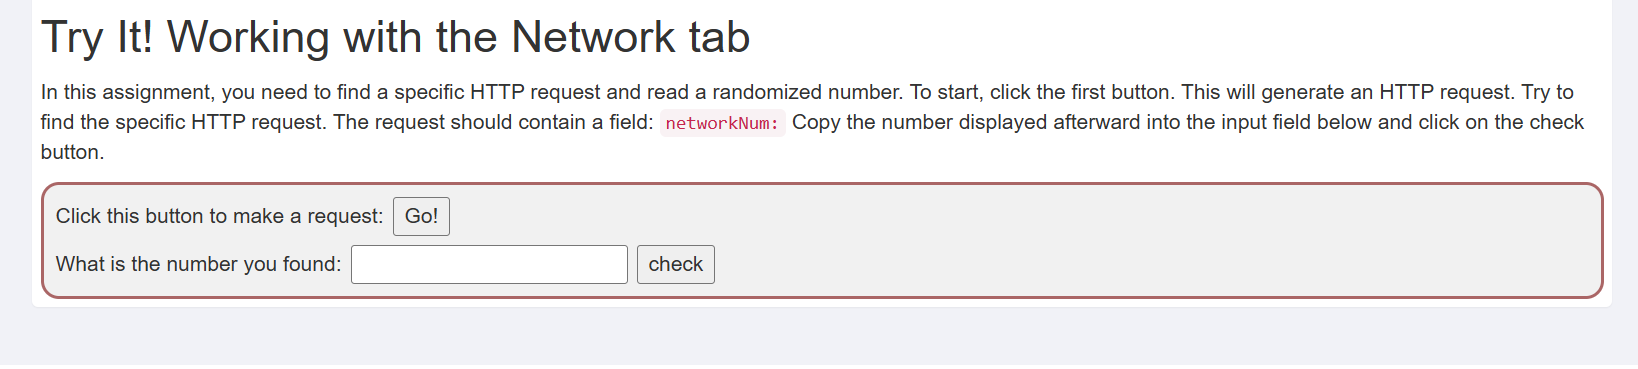 Try It! Working with the Network tab
In this assignment, you need to find a specific HTTP request and read a randomized number. To start, click the first button. This will generate an HTTP request. Try to
find the specific HTTP request. The request should contain a field: networkNum: Copy the number displayed afterward into the input field below and click on the check
button.
Click this button to make a request: Go!
What is the number you found: check